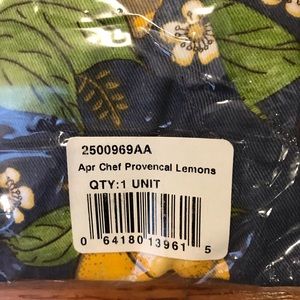 2500969AA
Apr Chef Provencal Lemons
QTY:1 UNIT
0 64180 13961 5